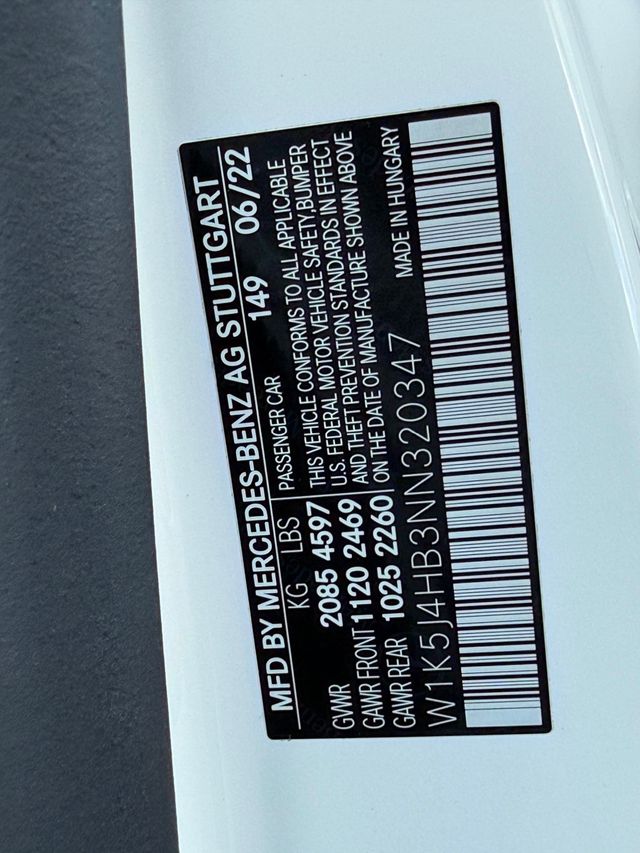 MFD BY MERCEDES-BENZ AG STUTTGART
KG LBS 149 06/22
PASSENGER CAR
GVWR 2085 4597
GAWR FRONT 1120 2469
GAWR REAR 1025 2260
THIS VEHICLE CONFORMS TO ALL APPLICABLE
U.S. FEDERAL MOTOR VEHICLE SAFETY,BUMPER
AND THEFT PREVENTION STANDARDS IN EFFECT
ON THE DATE OF MANUFACTURE SHOWN ABOVE
MADE IN HUNGARY
W1K5J4HB3NN320347